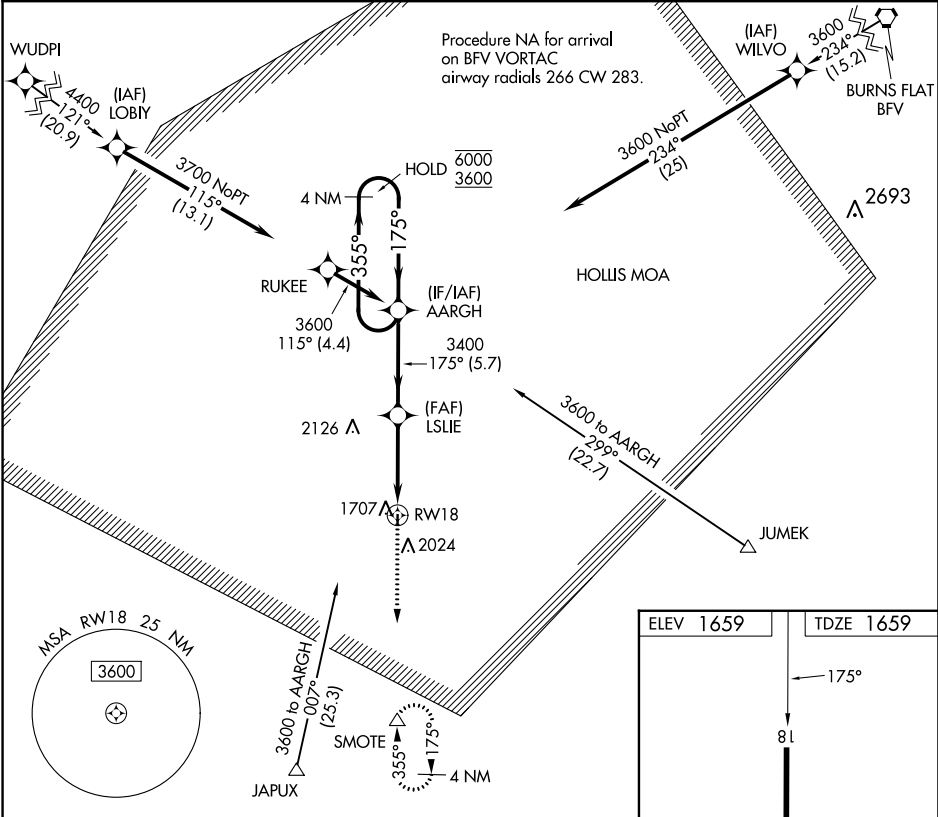 WUDPI
4400
121°
(20.9)
(IAF)
LOBIY
3700 NoPT
115°
(13.1)
Procedure NA for arrival
on BFV VORTAC
airway radials 266 CW 283.
(IAF)
WILVO
3600
234°
(15.2)
BURNS FLAT
BFV
3600 NoPT
234°
(25)
HOLD
6000
3600
4 NM
355°
175°
2693
HOLLIS MOA
RUKEE
3600
115° (4.4)
(IF/IAF)
AARGH
3400
175° (5.7)
(FAF)
LSLIE
2126
3600 to AARGH
299°
(22.7)
JUMEK
1707
RW18
2024
MSA RW18 25 NM
3600
3600 to AARGH
007°
(25.3)
JAPUX
SMOTE
355°
175°
4 NM
ELEV 1659
TDZE 1659
175°
18